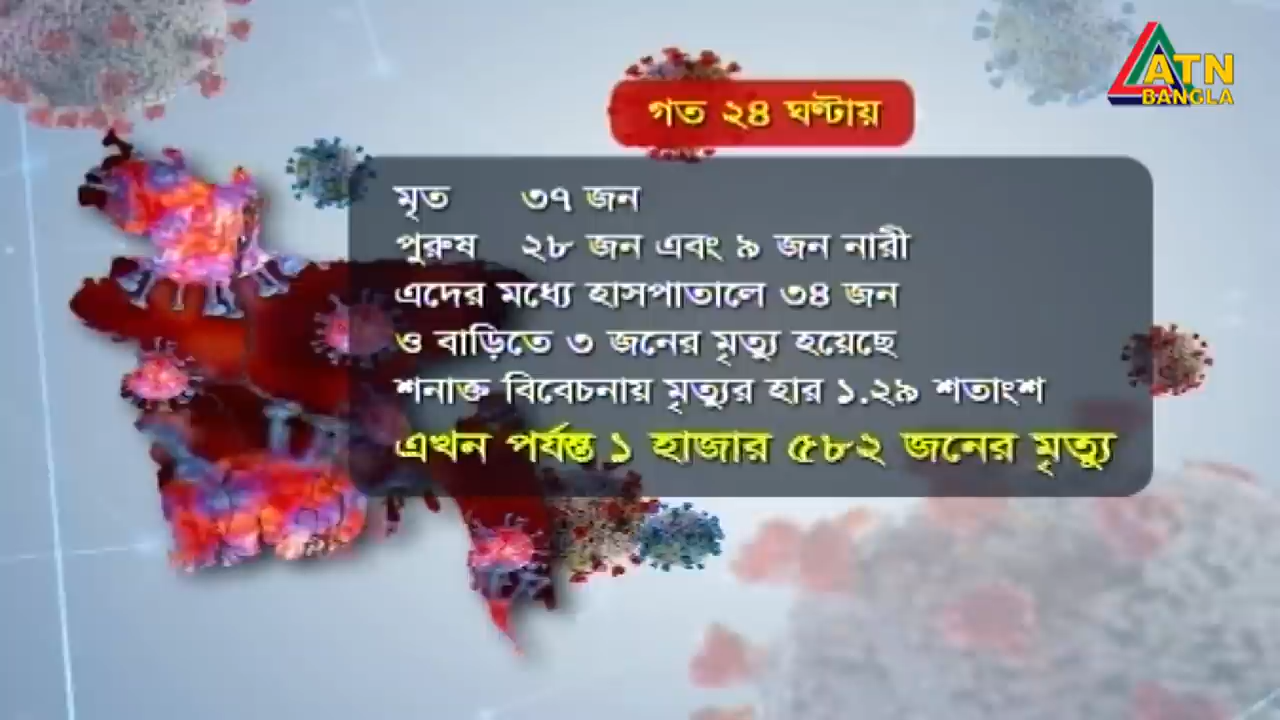 ATN
BANGLA
গত ২৪ ঘণ্টায়
মৃত ৩৭ জন
পুরুষ ২৮ জন এবং ৯ জন নারী
এদের মধ্যে হাসপাতালে ৩৪ জন
ও বাড়িতে ৩ জনের মৃত্যু হয়েছে
শনাক্ত বিবেচনায় মৃত্যুর হার ১.২৯ শতাংশ
এখন পর্যন্ত ১ হাজার ৫৮২ জনের মৃত্যু